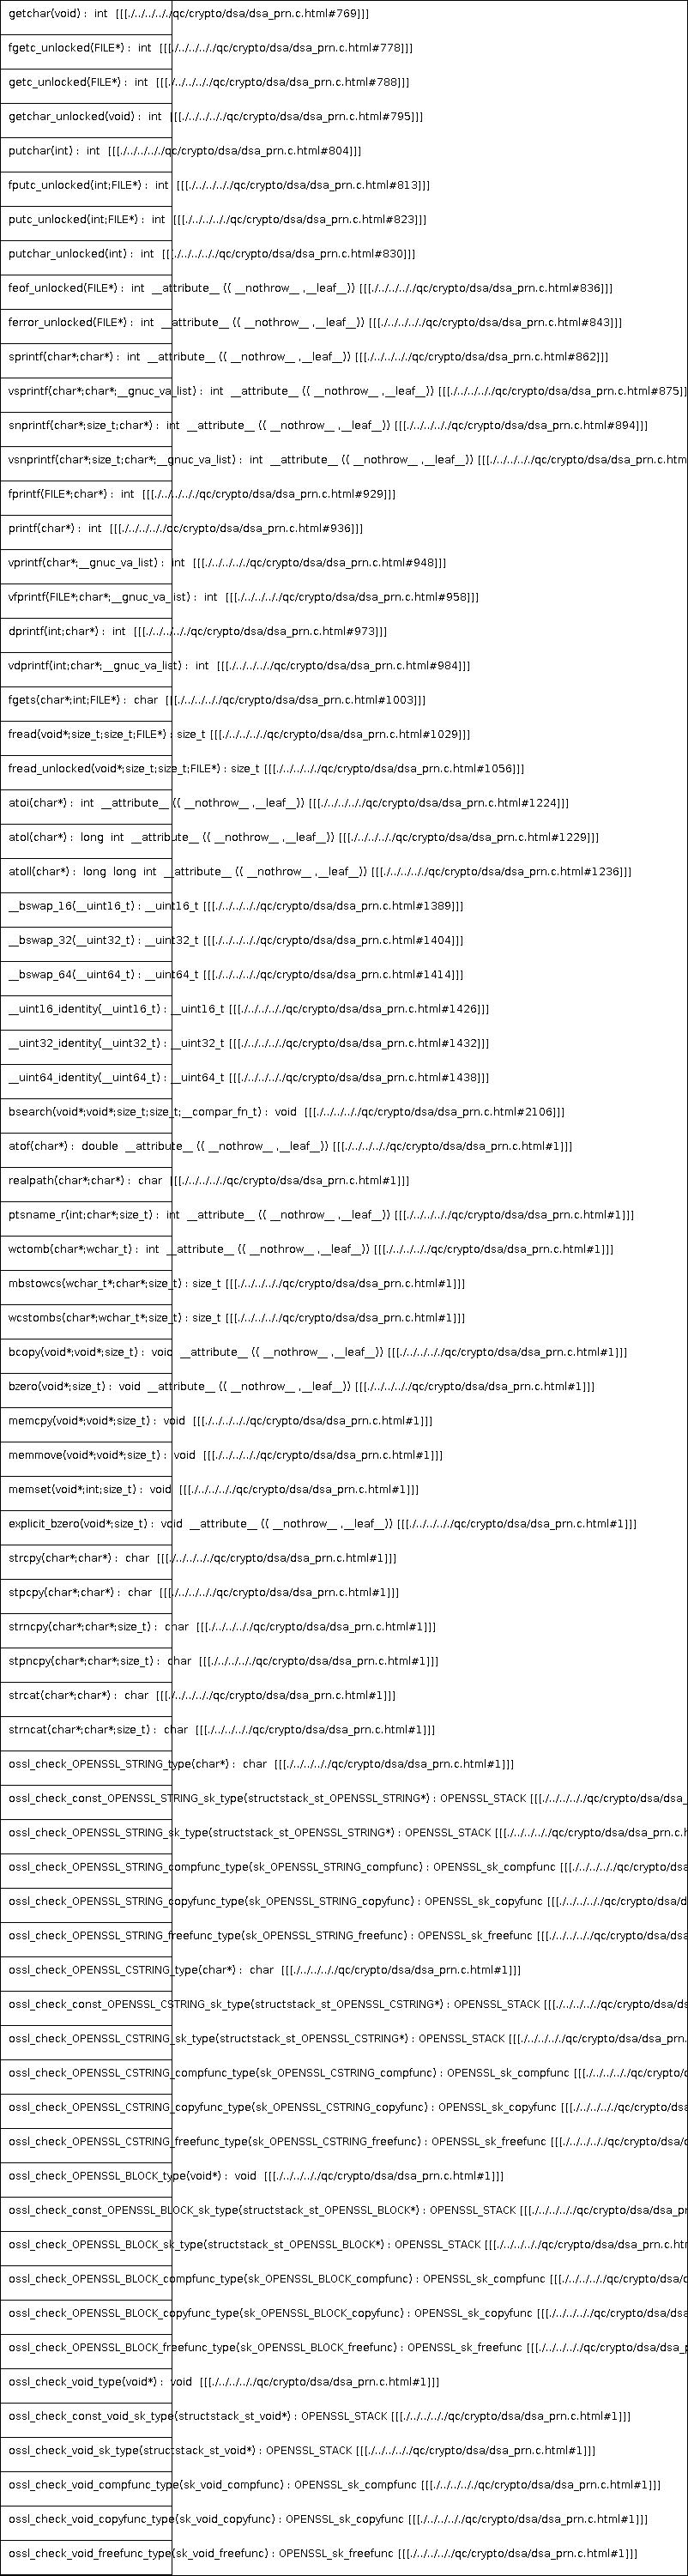 getchar(void) : int [[[./../../../../qc/crypto/dsa/dsa_prn.c.html#769]]]
fgetc_unlocked(FILE*) : int [[[./../../../../qc/crypto/dsa/dsa_prn.c.html#778]]]
getc_unlocked(FILE*) : int [[[./../../../../qc/crypto/dsa/dsa_prn.c.html#788]]]
getchar_unlocked(void) : int [[[./../../../../qc/crypto/dsa/dsa_prn.c.html#795]]]
putchar(int) : int [[[./../../../../qc/crypto/dsa/dsa_prn.c.html#804]]]
fputc_unlocked(int;FILE*) : int [[[./../../../../qc/crypto/dsa/dsa_prn.c.html#813]]]
putc_unlocked(int;FILE*) : int [[[./../../../../qc/crypto/dsa/dsa_prn.c.html#823]]]
putchar_unlocked(int) : int [[[./../../../../qc/crypto/dsa/dsa_prn.c.html#830]]]
feof_unlocked(FILE*) : int __attribute__ (( __nothrow__ ,__leaf__)) [[[./../../../../qc/crypto/dsa/dsa_prn.c.html#836]]]
ferror_unlocked(FILE*) : int __attribute__ (( __nothrow__ ,__leaf__)) [[[./../../../../qc/crypto/dsa/dsa_prn.c.html#843]]]
sprintf(char*;char*) : int __attribute__ (( __nothrow__ ,__leaf__)) [[[./../../../../qc/crypto/dsa/dsa_prn.c.html#862]]]
vsprintf(char*;char*;__gnuc_va_list) : int __attribute__ (( __nothrow__ ,__leaf__)) [[[./../../../../qc/crypto/dsa/dsa_prn.c.html#875]]
snprintf(char*;size_t;char*) : int __attribute__ (( __nothrow__ ,__leaf__)) [[[./../../../../qc/crypto/dsa/dsa_prn.c.html#894]]]
vsnprintf(char*;size_t;char*;__gnuc_va_list) : int __attribute__ (( __nothrow__ ,__leaf__)) [[[./../../../../qc/crypto/dsa/dsa_prn.c.htm
fprintf(FILE*;char*) : int [[[./../../../../qc/crypto/dsa/dsa_prn.c.html#929]]]
printf(char*) : int [[[./../../../../qc/crypto/dsa/dsa_prn.c.html#936]]]
vprintf(char*;__gnuc_va_list) : int [[[./../../../../qc/crypto/dsa/dsa_prn.c.html#948]]]
vfprintf(FILE*;char*;__gnuc_va_list) : int [[[./../../../../qc/crypto/dsa/dsa_prn.c.html#958]]]
dprintf(int;char*) : int [[[./../../../../qc/crypto/dsa/dsa_prn.c.html#973]]]
vdprintf(int;char*;__gnuc_va_list) : int [[[./../../../../qc/crypto/dsa/dsa_prn.c.html#984]]]
fgets(char*;int;FILE*) : char [[[./../../../../qc/crypto/dsa/dsa_prn.c.html#1003]]]
fread(void*;size_t;size_t;FILE*) : size_t [[[./../../../../qc/crypto/dsa/dsa_prn.c.html#1029]]]
fread_unlocked(void*;size_t;size_t;FILE*) : size_t [[[./../../../../qc/crypto/dsa/dsa_prn.c.html#1056]]]
atoi(char*) : int __attribute__ (( __nothrow__ ,__leaf__)) [[[./../../../../qc/crypto/dsa/dsa_prn.c.html#1224]]]
atol(char*) : long int __attribute__ (( __nothrow__ ,__leaf__)) [[[./../../../../qc/crypto/dsa/dsa_prn.c.html#1229]]]
atoll(char*) : long long int __attribute__ (( __nothrow__ ,__leaf__)) [[[./../../../../qc/crypto/dsa/dsa_prn.c.html#1236]]]
__bswap_16(__uint16_t) : __uint16_t [[[./../../../../qc/crypto/dsa/dsa_prn.c.html#1389]]]
__bswap_32(__uint32_t) : __uint32_t [[[./../../../../qc/crypto/dsa/dsa_prn.c.html#1404]]]
__bswap_64(__uint64_t) : __uint64_t [[[./../../../../qc/crypto/dsa/dsa_prn.c.html#1414]]]
__uint16_identity(__uint16_t) : __uint16_t [[[./../../../../qc/crypto/dsa/dsa_prn.c.html#1426]]]
__uint32_identity(__uint32_t) : __uint32_t [[[./../../../../qc/crypto/dsa/dsa_prn.c.html#1432]]]
__uint64_identity(__uint64_t) : __uint64_t [[[./../../../../qc/crypto/dsa/dsa_prn.c.html#1438]]]
bsearch(void*;void*;size_t;size_t;__compar_fn_t) : void [[[./../../../../qc/crypto/dsa/dsa_prn.c.html#2106]]]
atof(char*) : double __attribute__ (( __nothrow__ ,__leaf__)) [[[./../../../../qc/crypto/dsa/dsa_prn.c.html#1]]]
realpath(char*;char*) : char [[[./../../../../qc/crypto/dsa/dsa_prn.c.html#1]]]
ptsname_r(int;char*;size_t) : int __attribute__ (( __nothrow__ ,__leaf__)) [[[./../../../../qc/crypto/dsa/dsa_prn.c.html#1]]]
wctomb(char*;wchar_t) : int __attribute__ (( __nothrow__ ,__leaf__)) [[[./../../../../qc/crypto/dsa/dsa_prn.c.html#1]]]
mbstowcs(wchar_t*;char*;size_t) : size_t [[[./../../../../qc/crypto/dsa/dsa_prn.c.html#1]]]
wcstombs(char*;wchar_t*;size_t) : size_t [[[./../../../../qc/crypto/dsa/dsa_prn.c.html#1]]]
bcopy(void*;void*;size_t) : void __attribute__ (( __nothrow__ ,__leaf__)) [[[./../../../../qc/crypto/dsa/dsa_prn.c.html#1]]]
bzero(void*;size_t) : void __attribute__ (( __nothrow__ ,__leaf__)) [[[./../../../../qc/crypto/dsa/dsa_prn.c.html#1]]]
memcpy(void*;void*;size_t) : void [[[./../../../../qc/crypto/dsa/dsa_prn.c.html#1]]]
memmove(void*;void*;size_t) : void [[[./../../../../qc/crypto/dsa/dsa_prn.c.html#1]]]
memset(void*;int;size_t) : void [[[./../../../../qc/crypto/dsa/dsa_prn.c.html#1]]]
explicit_bzero(void*;size_t) : void __attribute__ (( __nothrow__ ,__leaf__)) [[[./../../../../qc/crypto/dsa/dsa_prn.c.html#1]]]
strcpy(char*;char*) : char [[[./../../../../qc/crypto/dsa/dsa_prn.c.html#1]]]
stpcpy(char*;char*) : char [[[./../../../../qc/crypto/dsa/dsa_prn.c.html#1]]]
strncpy(char*;char*;size_t) : char [[[./../../../../qc/crypto/dsa/dsa_prn.c.html#1]]]
stpncpy(char*;char*;size_t) : char [[[./../../../../qc/crypto/dsa/dsa_prn.c.html#1]]]
strcat(char*;char*) : char [[[./../../../../qc/crypto/dsa/dsa_prn.c.html#1]]]
strncat(char*;char*;size_t) : char [[[./../../../../qc/crypto/dsa/dsa_prn.c.html#1]]]
ossl_check_OPENSSL_STRING_type(char*) : char [[[./../../../../qc/crypto/dsa/dsa_prn.c.html#1]]]
ossl_check_const_OPENSSL_STRING_sk_type(structstack_st_OPENSSL_STRING*) : OPENSSL_STACK [[[./../../../../qc/crypto/dsa/dsa_
ossl_check_OPENSSL_STRING_sk_type(structstack_st_OPENSSL_STRING*) : OPENSSL_STACK [[[./../../../../qc/crypto/dsa/dsa_prn.c.h
ossl_check_OPENSSL_STRING_compfunc_type(sk_OPENSSL_STRING_compfunc) : OPENSSL_sk_compfunc [[[./../../../../qc/crypto/dsa
ossl_check_OPENSSL_STRING_copyfunc_type(sk_OPENSSL_STRING_copyfunc) : OPENSSL_sk_copyfunc [[[./../../../../qc/crypto/dsa/d
ossl_check_OPENSSL_STRING_freefunc_type(sk_OPENSSL_STRING_freefunc) : OPENSSL_sk_freefunc [[[./../../../../qc/crypto/dsa/dsa
ossl_check_OPENSSL_CSTRING_type(char*) : char [[[./../../../../qc/crypto/dsa/dsa_prn.c.html#1]]]
ossl_check_const_OPENSSL_CSTRING_sk_type(structstack_st_OPENSSL_CSTRING*) : OPENSSL_STACK [[[./../../../../qc/crypto/dsa/ds
ossl_check_OPENSSL_CSTRING_sk_type(structstack_st_OPENSSL_CSTRING*) : OPENSSL_STACK [[[./../../../../qc/crypto/dsa/dsa_prn.
ossl_check_OPENSSL_CSTRING_compfunc_type(sk_OPENSSL_CSTRING_compfunc) : OPENSSL_sk_compfunc [[[./../../../../qc/crypto/d
ossl_check_OPENSSL_CSTRING_copyfunc_type(sk_OPENSSL_CSTRING_copyfunc) : OPENSSL_sk_copyfunc [[[./../../../../qc/crypto/dsa
ossl_check_OPENSSL_CSTRING_freefunc_type(sk_OPENSSL_CSTRING_freefunc) : OPENSSL_sk_freefunc [[[./../../../../qc/crypto/dsa/d
ossl_check_OPENSSL_BLOCK_type(void*) : void [[[./../../../../qc/crypto/dsa/dsa_prn.c.html#1]]]
ossl_check_const_OPENSSL_BLOCK_sk_type(structstack_st_OPENSSL_BLOCK*) : OPENSSL_STACK [[[./../../../../qc/crypto/dsa/dsa_pr
ossl_check_OPENSSL_BLOCK_sk_type(structstack_st_OPENSSL_BLOCK*) : OPENSSL_STACK [[[./../../../../qc/crypto/dsa/dsa_prn.c.htm
ossl_check_OPENSSL_BLOCK_compfunc_type(sk_OPENSSL_BLOCK_compfunc) : OPENSSL_sk_compfunc [[[./../../../../qc/crypto/dsa/d
ossl_check_OPENSSL_BLOCK_copyfunc_type(sk_OPENSSL_BLOCK_copyfunc) : OPENSSL_sk_copyfunc [[[./../../../../qc/crypto/dsa/dsa
ossl_check_OPENSSL_BLOCK_freefunc_type(sk_OPENSSL_BLOCK_freefunc) : OPENSSL_sk_freefunc [[[./../../../../qc/crypto/dsa/dsa_p
ossl_check_void_type(void*) : void [[[./../../../../qc/crypto/dsa/dsa_prn.c.html#1]]]
ossl_check_const_void_sk_type(structstack_st_void*) : OPENSSL_STACK [[[./../../../../qc/crypto/dsa/dsa_prn.c.html#1]]]
ossl_check_void_sk_type(structstack_st_void*) : OPENSSL_STACK [[[./../../../../qc/crypto/dsa/dsa_prn.c.html#1]]]
ossl_check_void_compfunc_type(sk_void_compfunc) : OPENSSL_sk_compfunc [[[./../../../../qc/crypto/dsa/dsa_prn.c.html#1]]]
ossl_check_void_copyfunc_type(sk_void_copyfunc) : OPENSSL_sk_copyfunc [[[./../../../../qc/crypto/dsa/dsa_prn.c.html#1]]]
ossl_check_void_freefunc_type(sk_void_freefunc) : OPENSSL_sk_freefunc [[[./../../../../qc/crypto/dsa/dsa_prn.c.html#1]]]